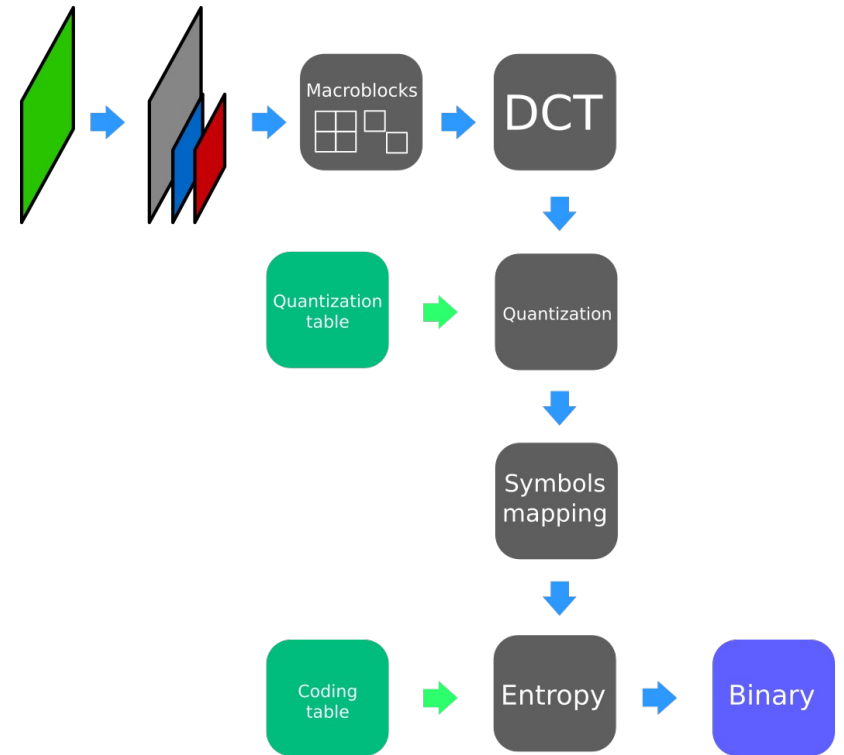 Macroblocks
DCT
Quantization
table
Quantization
Symbols
mapping
Coding
table
Entropy
Binary